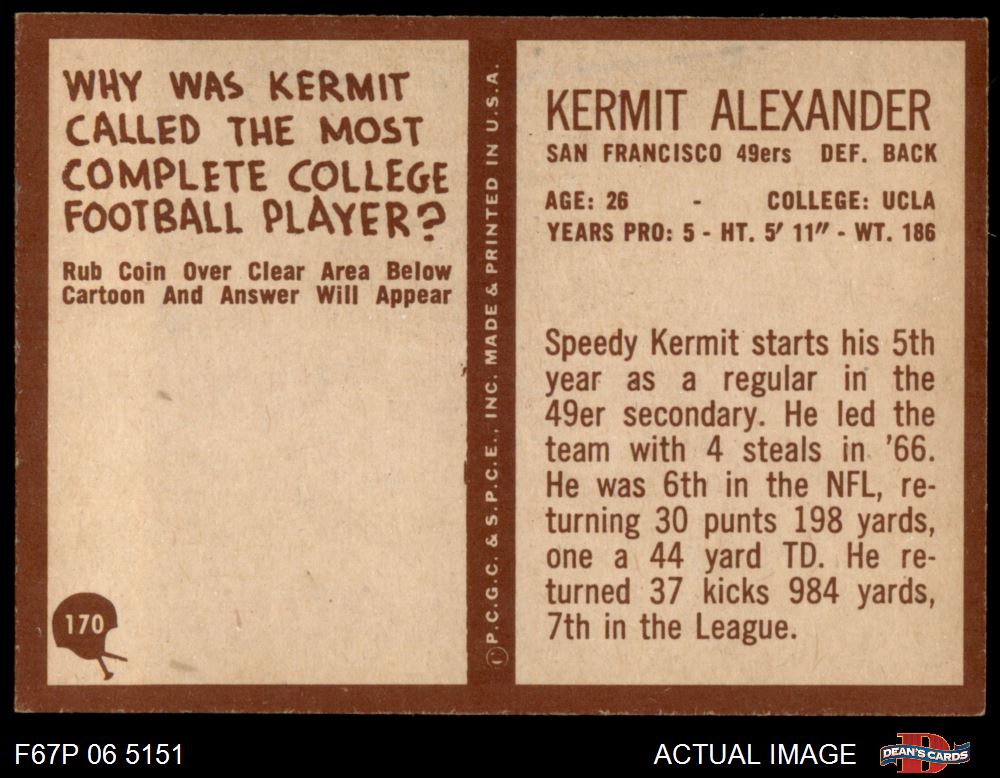 WHY WAS KERMIT
CALLED THE MOST
COMPLETE COLLEGE
FOOTBALL PLAYER?
Rub Coin Over Clear Area Below
Cartoon And Answer Will Appear
170
© P.C.G.C. & S.P.C.E., INC. MADE & PRINTED IN U.S.A.
KERMIT ALEXANDER
SAN FRANCISCO 49ers DEF. BACK
AGE: 26 - COLLEGE: UCLA
YEARS PRO: 5 - HT. 5' 11" - WT. 186
Speedy Kermit starts his 5th
year as a regular in the
49er secondary. He led the
team with 4 steals in '66.
He was 6th in the NFL, re-
turning 30 punts 198 yards,
one a 44 yard TD. He re-
turned 37 kicks 984 yards,
7th in the League.
F67P 06 5151
ACTUAL IMAGE
D
DEAN'S CARDS